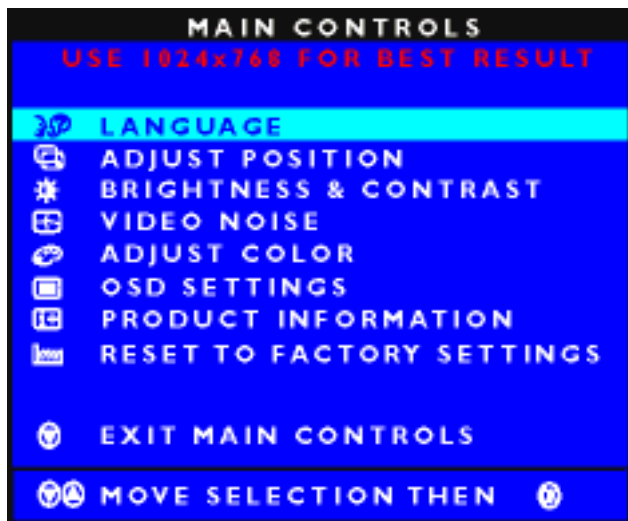 MAIN CONTROLS
USE 1024x768 FOR BEST RESULT
LANGUAGE
ADJUST POSITION
BRIGHTNESS & CONTRAST
VIDEO NOISE
ADJUST COLOR
OSD SETTINGS
PRODUCT INFORMATION
RESET TO FACTORY SETTINGS
EXIT MAIN CONTROLS
MOVE SELECTION THEN